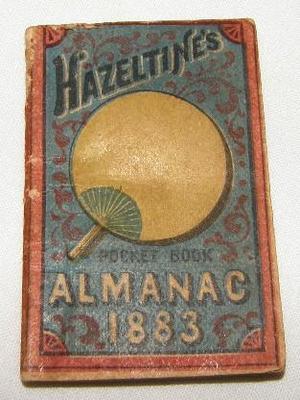 HAZELTINE'S
POCKET BOOK
ALMANAC
1883